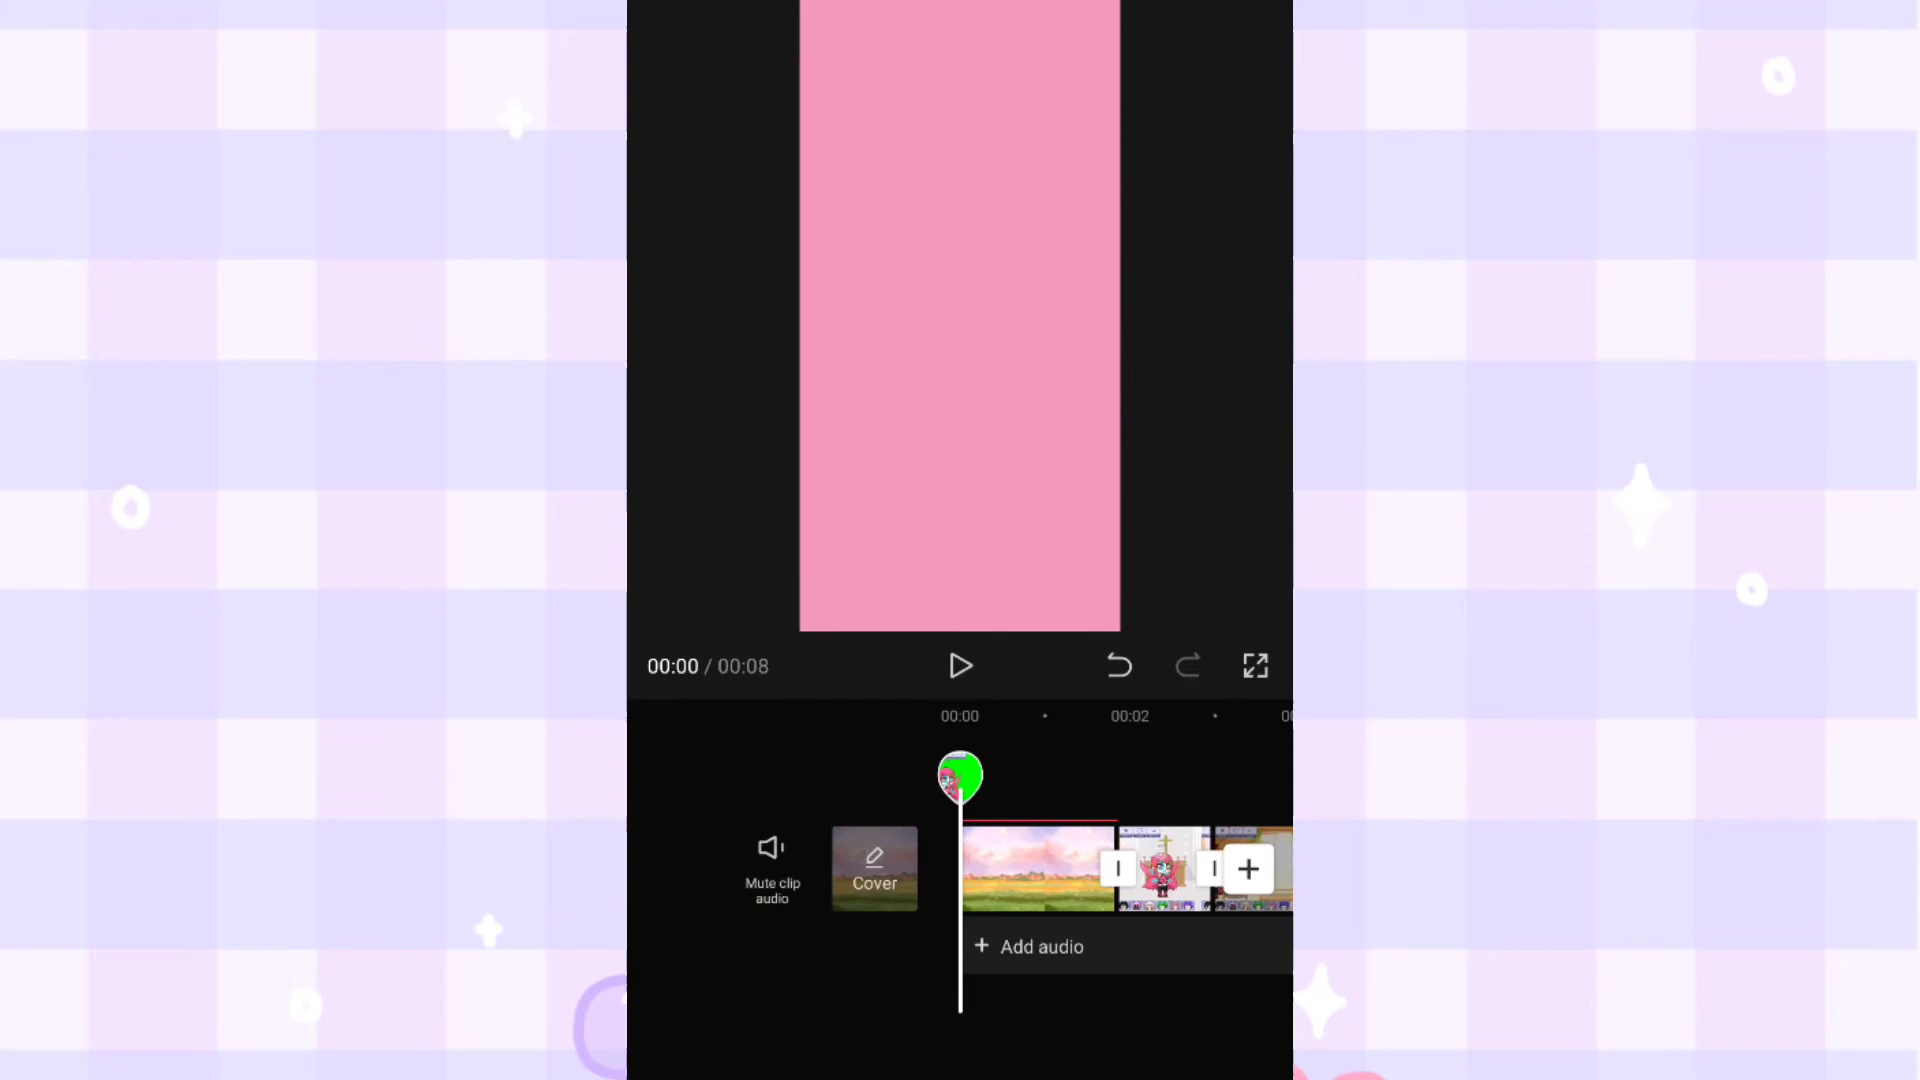 00:00 / 00:08
00:00
00:02
Mute clip
audio
Cover
+ Add audio